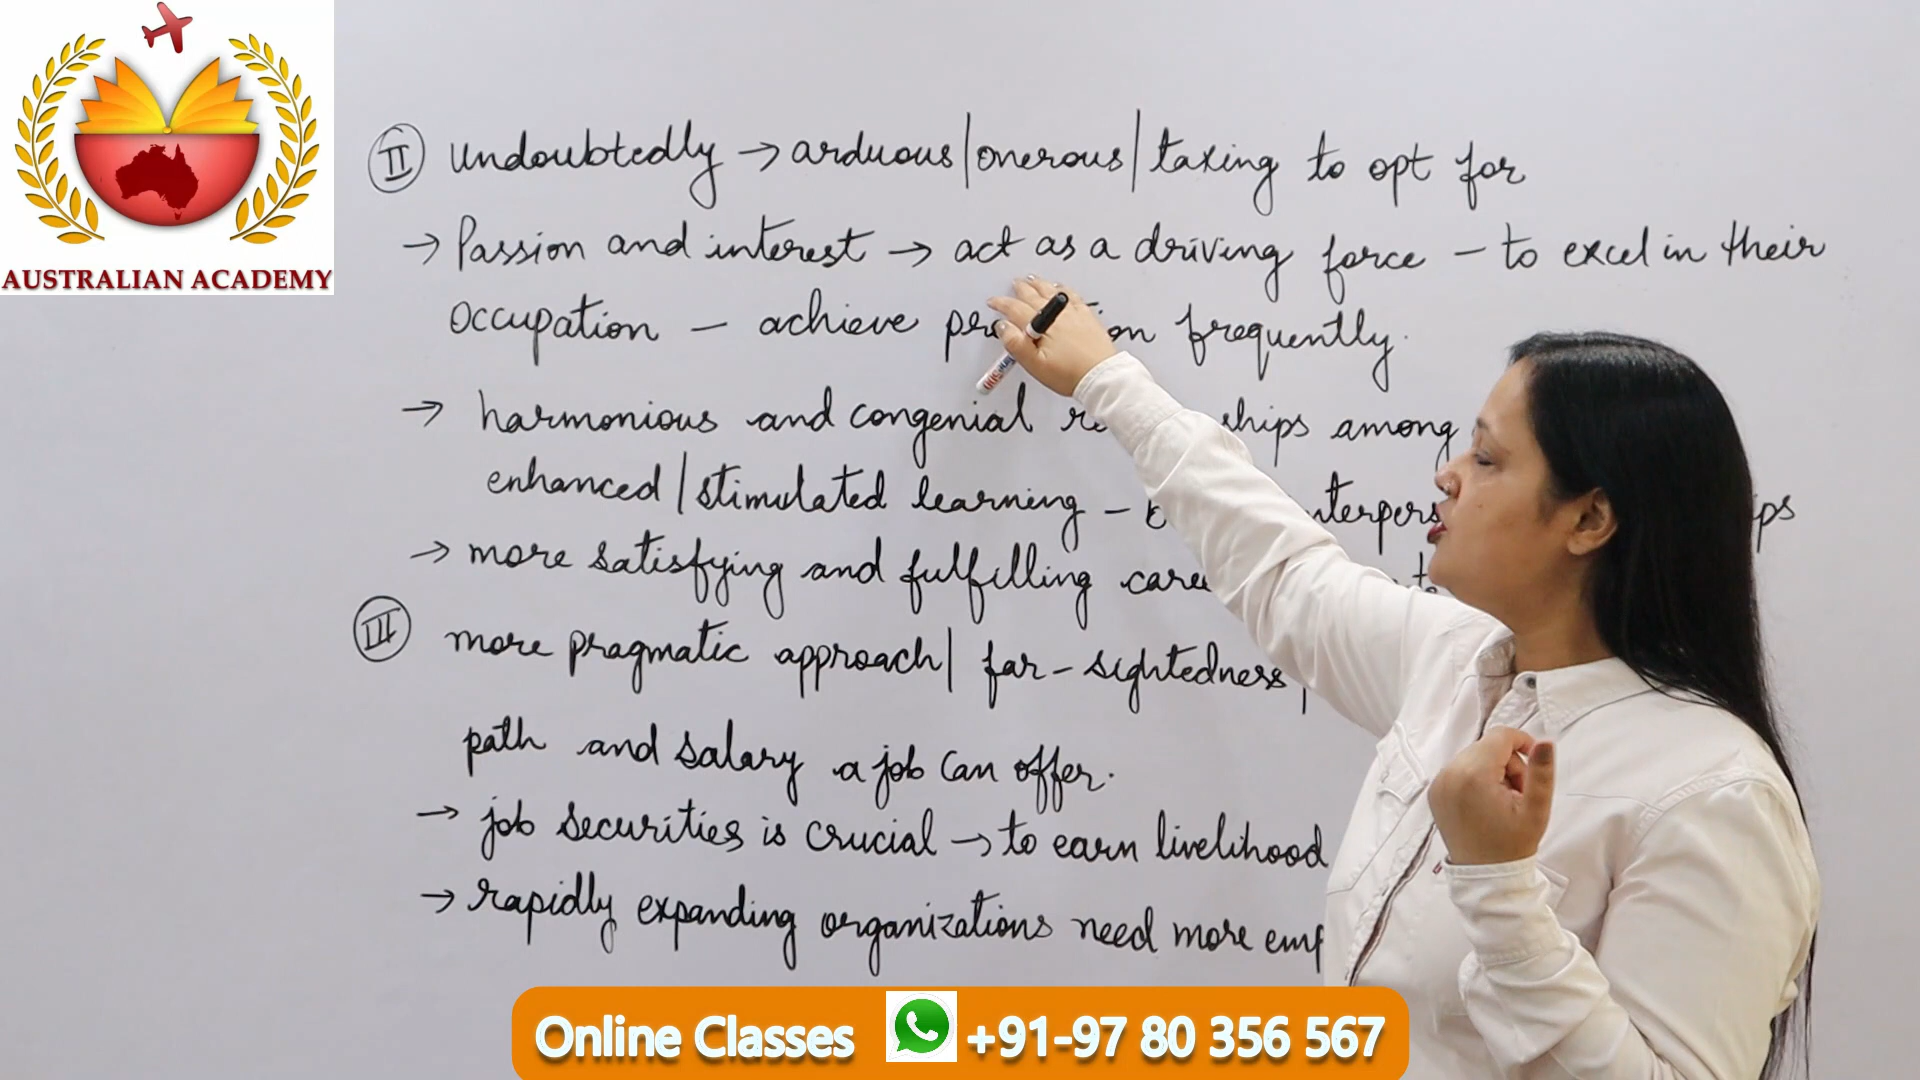 AUSTRALIAN ACADEMY
II undoubtedly → arduous | onerous | taxing to opt for
→ Passion and interest → act as a driving force – to excel in their
occupation – achieve frequently.
→ harmonious and congenial among
enhanced / stimulated learning –
→ more satisfying and fulfilling
III more pragmatic approach | far-sightedness
path and salary a job can offer.
→ job securities is crucial → to earn livelihood
→ rapidly expanding organizations need more
Online Classes +91-97 80 356 567